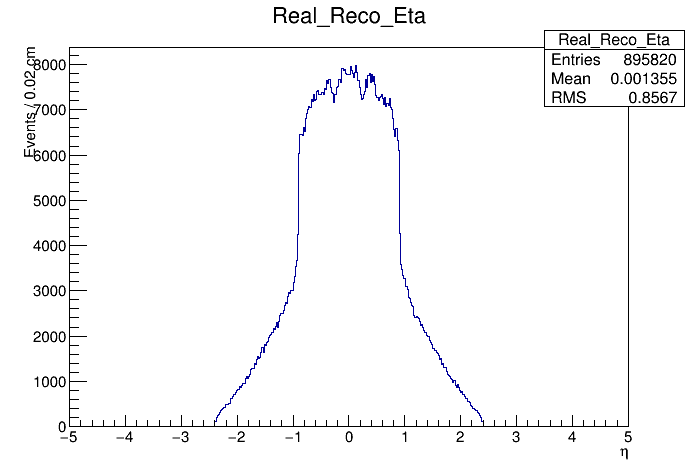 Real_Reco_Eta
Real_Reco_Eta
Entries 895820
Mean 0.001355
RMS 0.8567
Events / 0.02 cm
8000
7000
6000
5000
4000
3000
2000
1000
0
−5 −4 −3 −2 −1 0 1 2 3 4 5
η